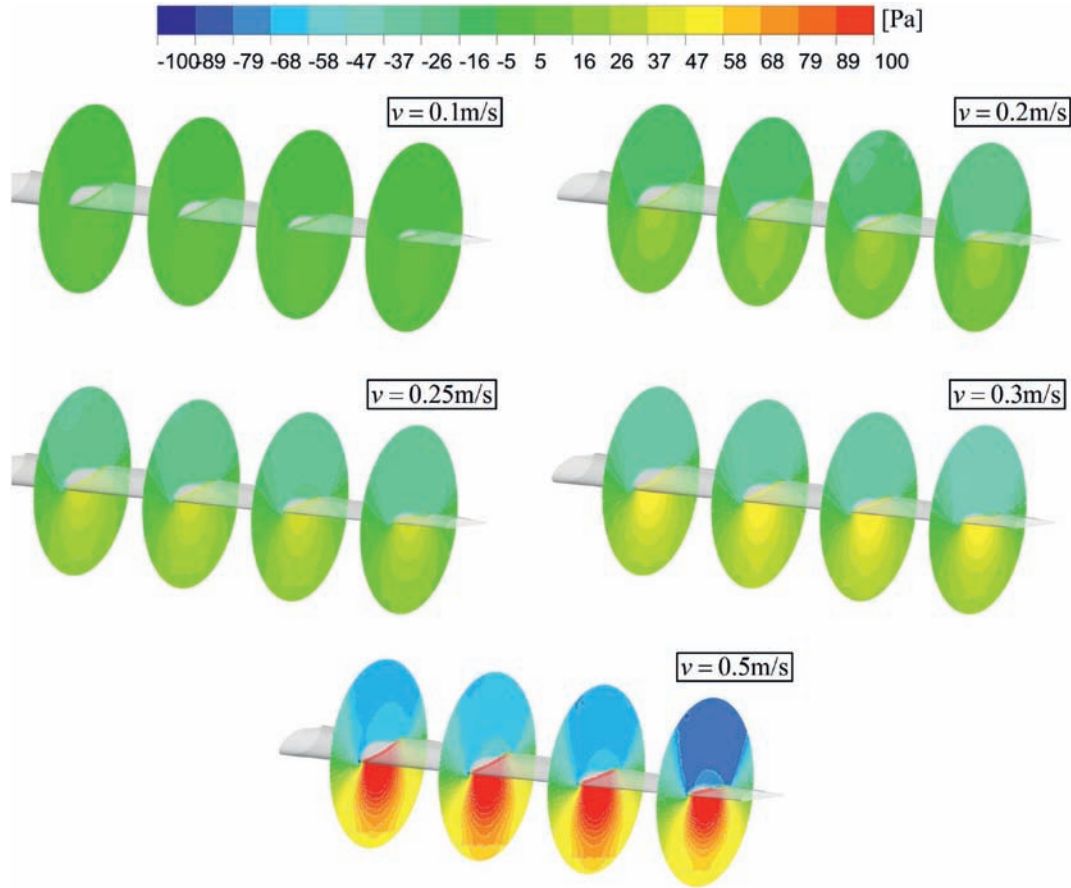 [Pa]
-100 -89 -79 -68 -58 -47 -37 -26 -16 -5 5 16 26 37 47 58 68 79 89 100
v = 0.1m/s
v = 0.2m/s
v = 0.25m/s
v = 0.3m/s
v = 0.5m/s